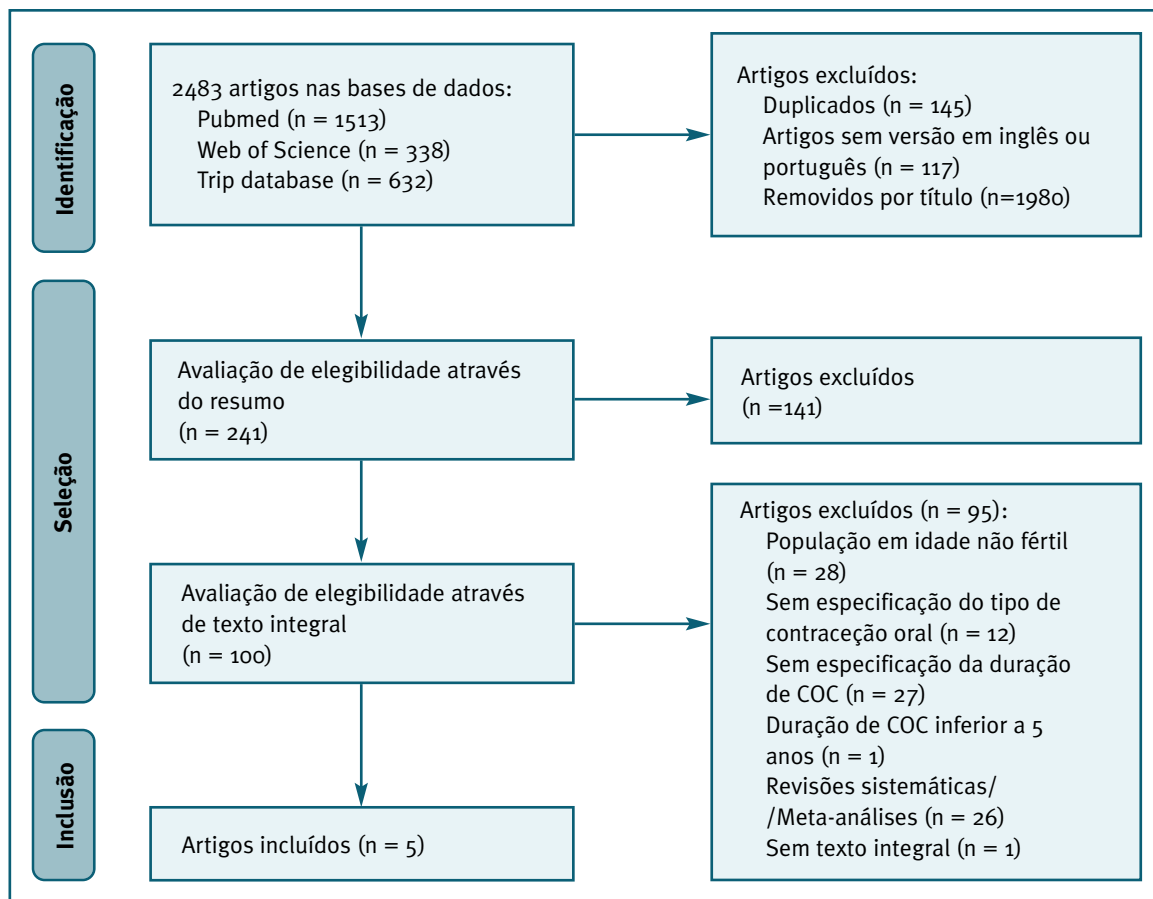 Identificação
2483 artigos nas bases de dados:
Pubmed (n = 1513)
Web of Science (n = 338)
Trip database (n = 632)
Artigos excluídos:
Duplicados (n = 145)
Artigos sem versão em inglês ou
português (n = 117)
Removidos por título (n=1980)
Seleção
Avaliação de elegibilidade através
do resumo
(n = 241)
Artigos excluídos
(n =141)
Avaliação de elegibilidade através
de texto integral
(n = 100)
Artigos excluídos (n = 95):
População em idade não fértil
(n = 28)
Sem especificação do tipo de
contraceção oral (n = 12)
Sem especificação da duração
de COC (n = 27)
Duração de COC inferior a 5
anos (n = 1)
Revisões sistemáticas/
/Meta-análises (n = 26)
Sem texto integral (n = 1)
Inclusão
Artigos incluídos (n = 5)